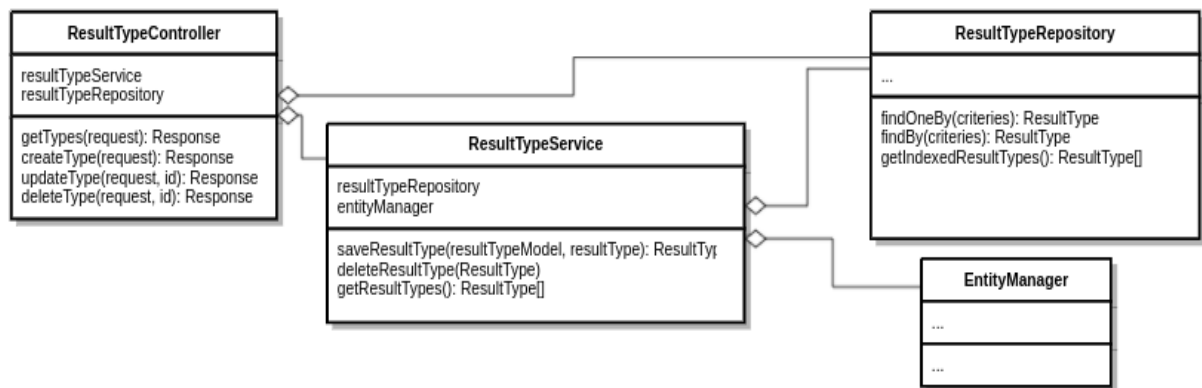 ResultTypeController
resultTypeService
resultTypeRepository
getTypes(request): Response
createType(request): Response
updateType(request, id): Response
deleteType(request, id): Response
ResultTypeService
resultTypeRepository
entityManager
saveResultType(resultTypeModel, resultType): ResultTyp
deleteResultType(ResultType)
getResultTypes(): ResultType[]
ResultTypeRepository
...
findOneBy(criteries): ResultType
findBy(criteries): ResultType
getIndexedResultTypes(): ResultType[]
EntityManager
...
...